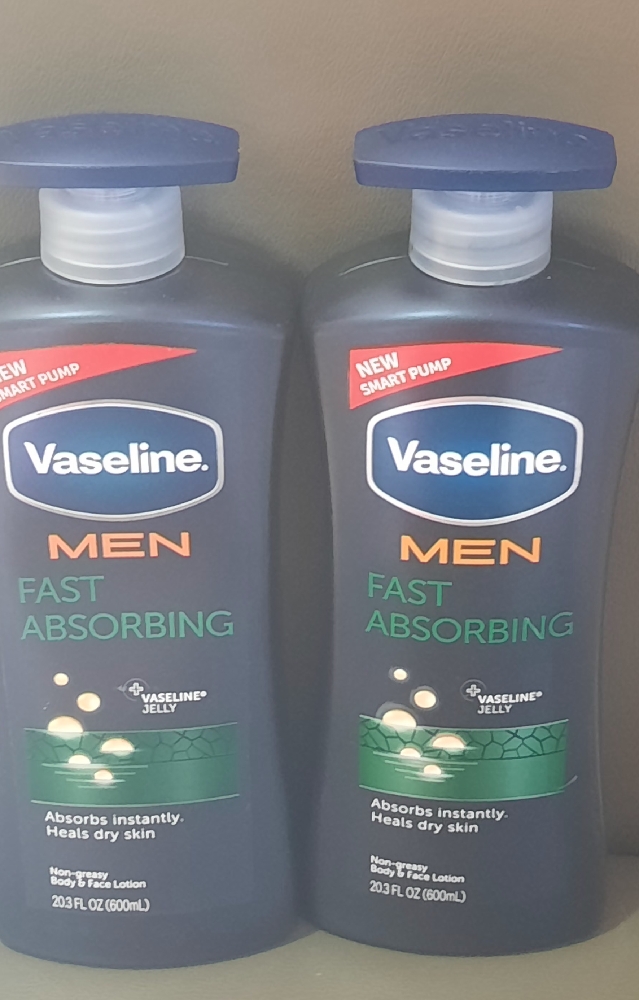 NEW
SMART PUMP
Vaseline.
MEN
FAST
ABSORBING
VASELINE®
JELLY
Absorbs instantly.
Heals dry skin
Non-greasy
Body & Face Lotion
20.3 FL OZ (600mL)
NEW
SMART PUMP
Vaseline.
MEN
FAST
ABSORBING
VASELINE®
JELLY
Absorbs instantly.
Heals dry skin
Non-greasy
Body & Face Lotion
20.3 FL OZ (600mL)